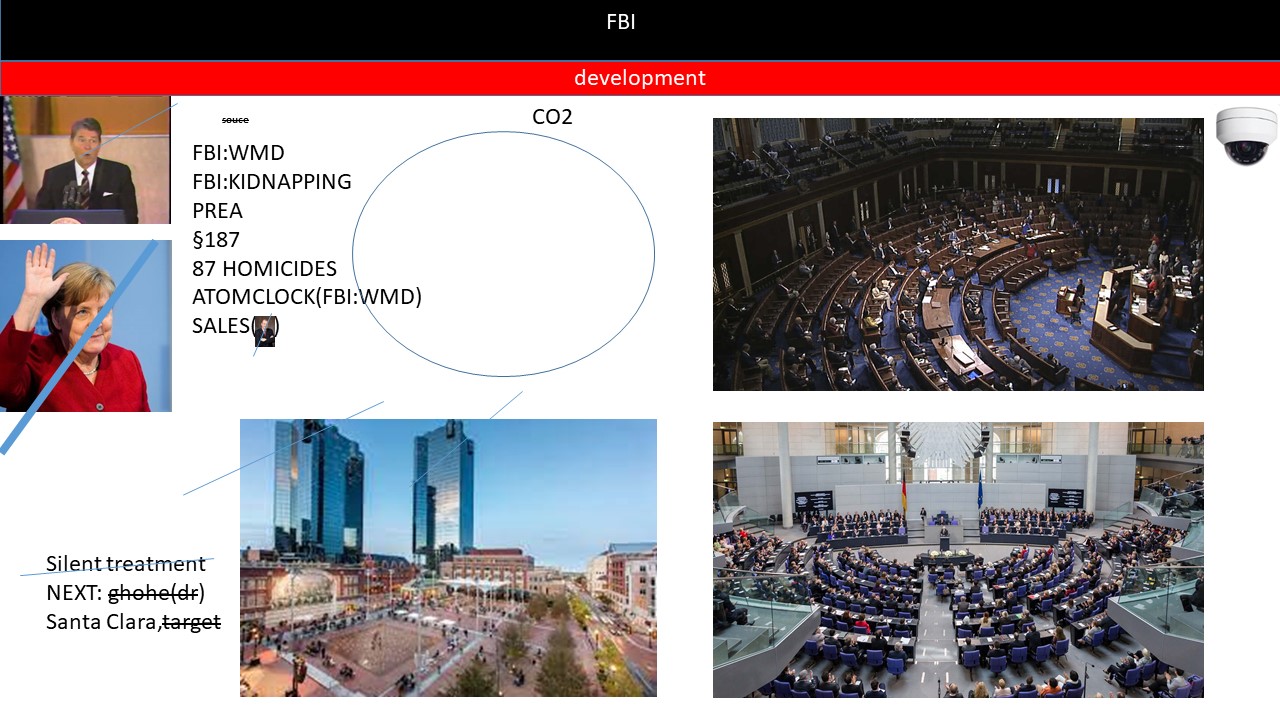 FBI
development
souce
CO2
FBI:WMD
FBI:KIDNAPPING
PREA
§187
87 HOMICIDES
ATOMCLOCK(FBI:WMD)
SALES( )
Silent treatment
NEXT: ghohe(dr)
Santa Clara,target